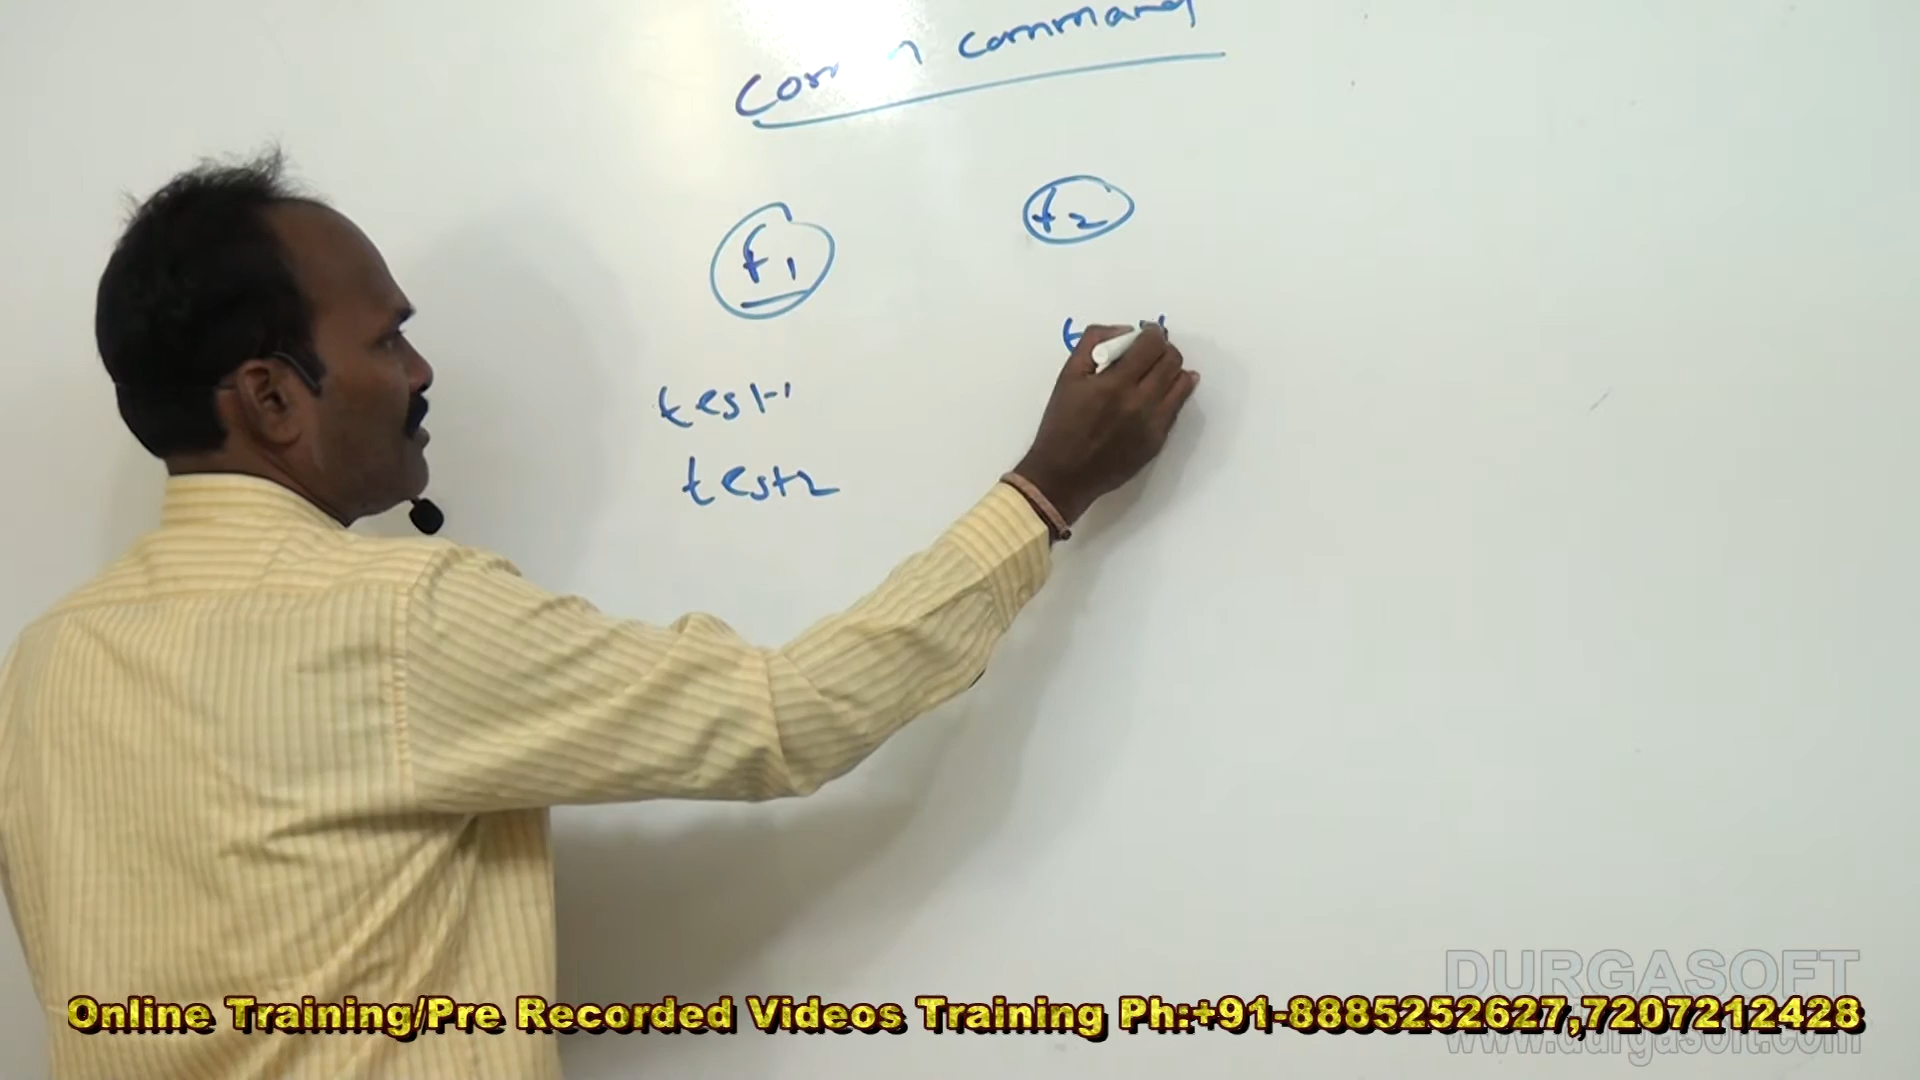 command
f1
f2
test1
test2
DURGASOFT
Online Training/Pre Recorded Videos Training Ph:+91-8885252627,7207212428
www.durgasoft.com